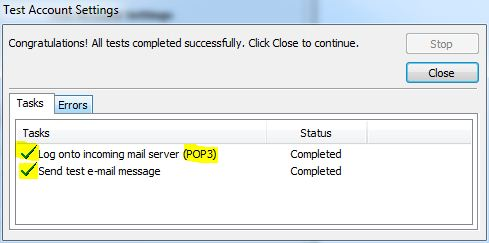 Test Account Settings
Congratulations! All tests completed successfully. Click Close to continue.
Stop
Close
Tasks Errors
Tasks Status
Log onto incoming mail server (POP3) Completed
Send test e-mail message Completed